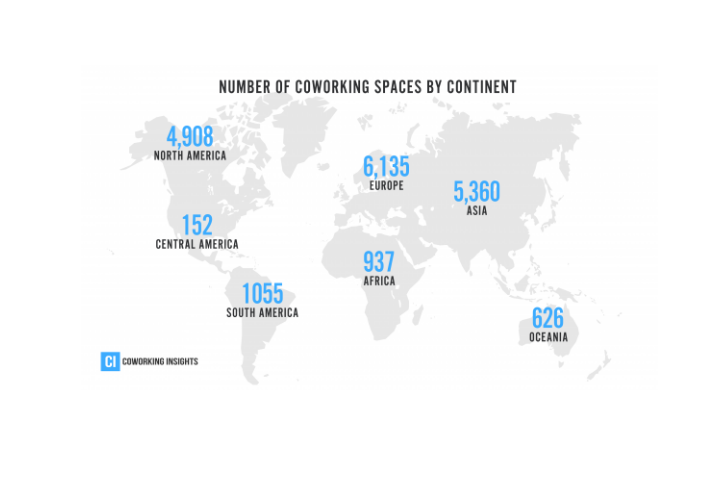 NUMBER OF COWORKING SPACES BY CONTINENT
4,908
NORTH AMERICA
6,135
EUROPE
5,360
ASIA
152
CENTRAL AMERICA
937
AFRICA
1055
SOUTH AMERICA
626
OCEANIA
CI COWORKING INSIGHTS